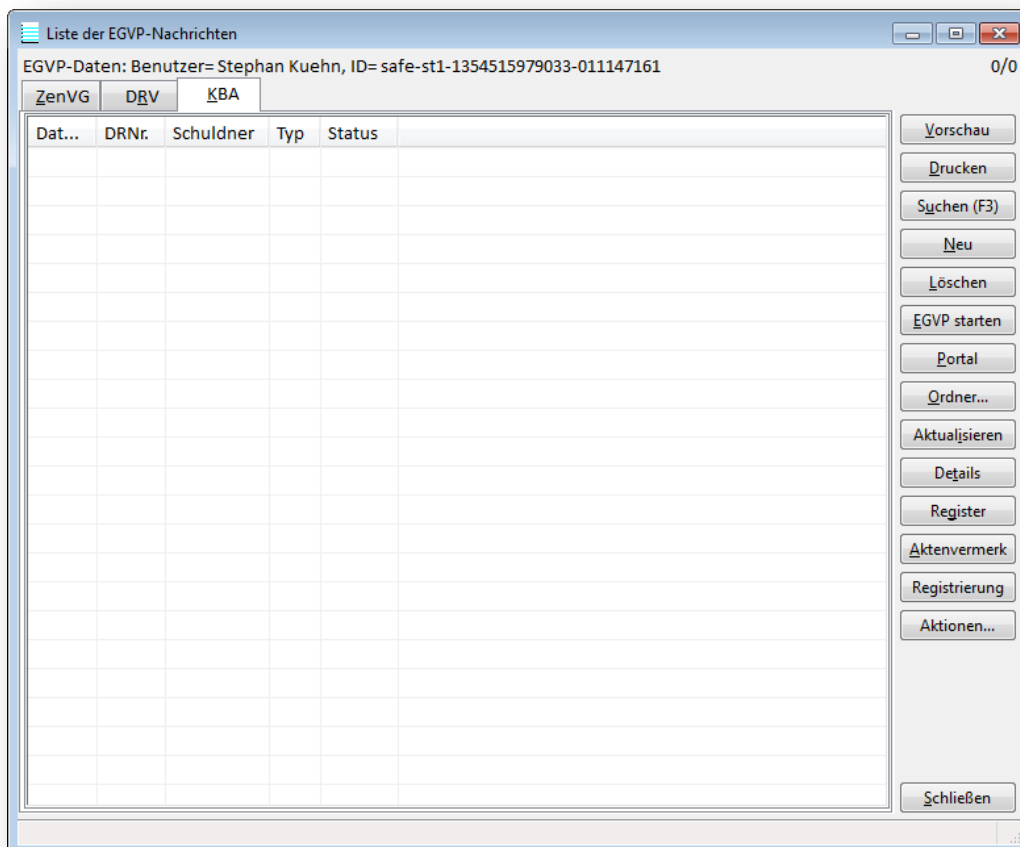 Liste der EGVP-Nachrichten
EGVP-Daten: Benutzer= Stephan Kuehn, ID= safe-st1-1354515979033-011147161 0/0
ZenVG DRV KBA
Dat... DRNr. Schuldner Typ Status
Vorschau
Drucken
Suchen (F3)
Neu
Löschen
EGVP starten
Portal
Ordner...
Aktualisieren
Details
Register
Aktenvermerk
Registrierung
Aktionen...
Schließen